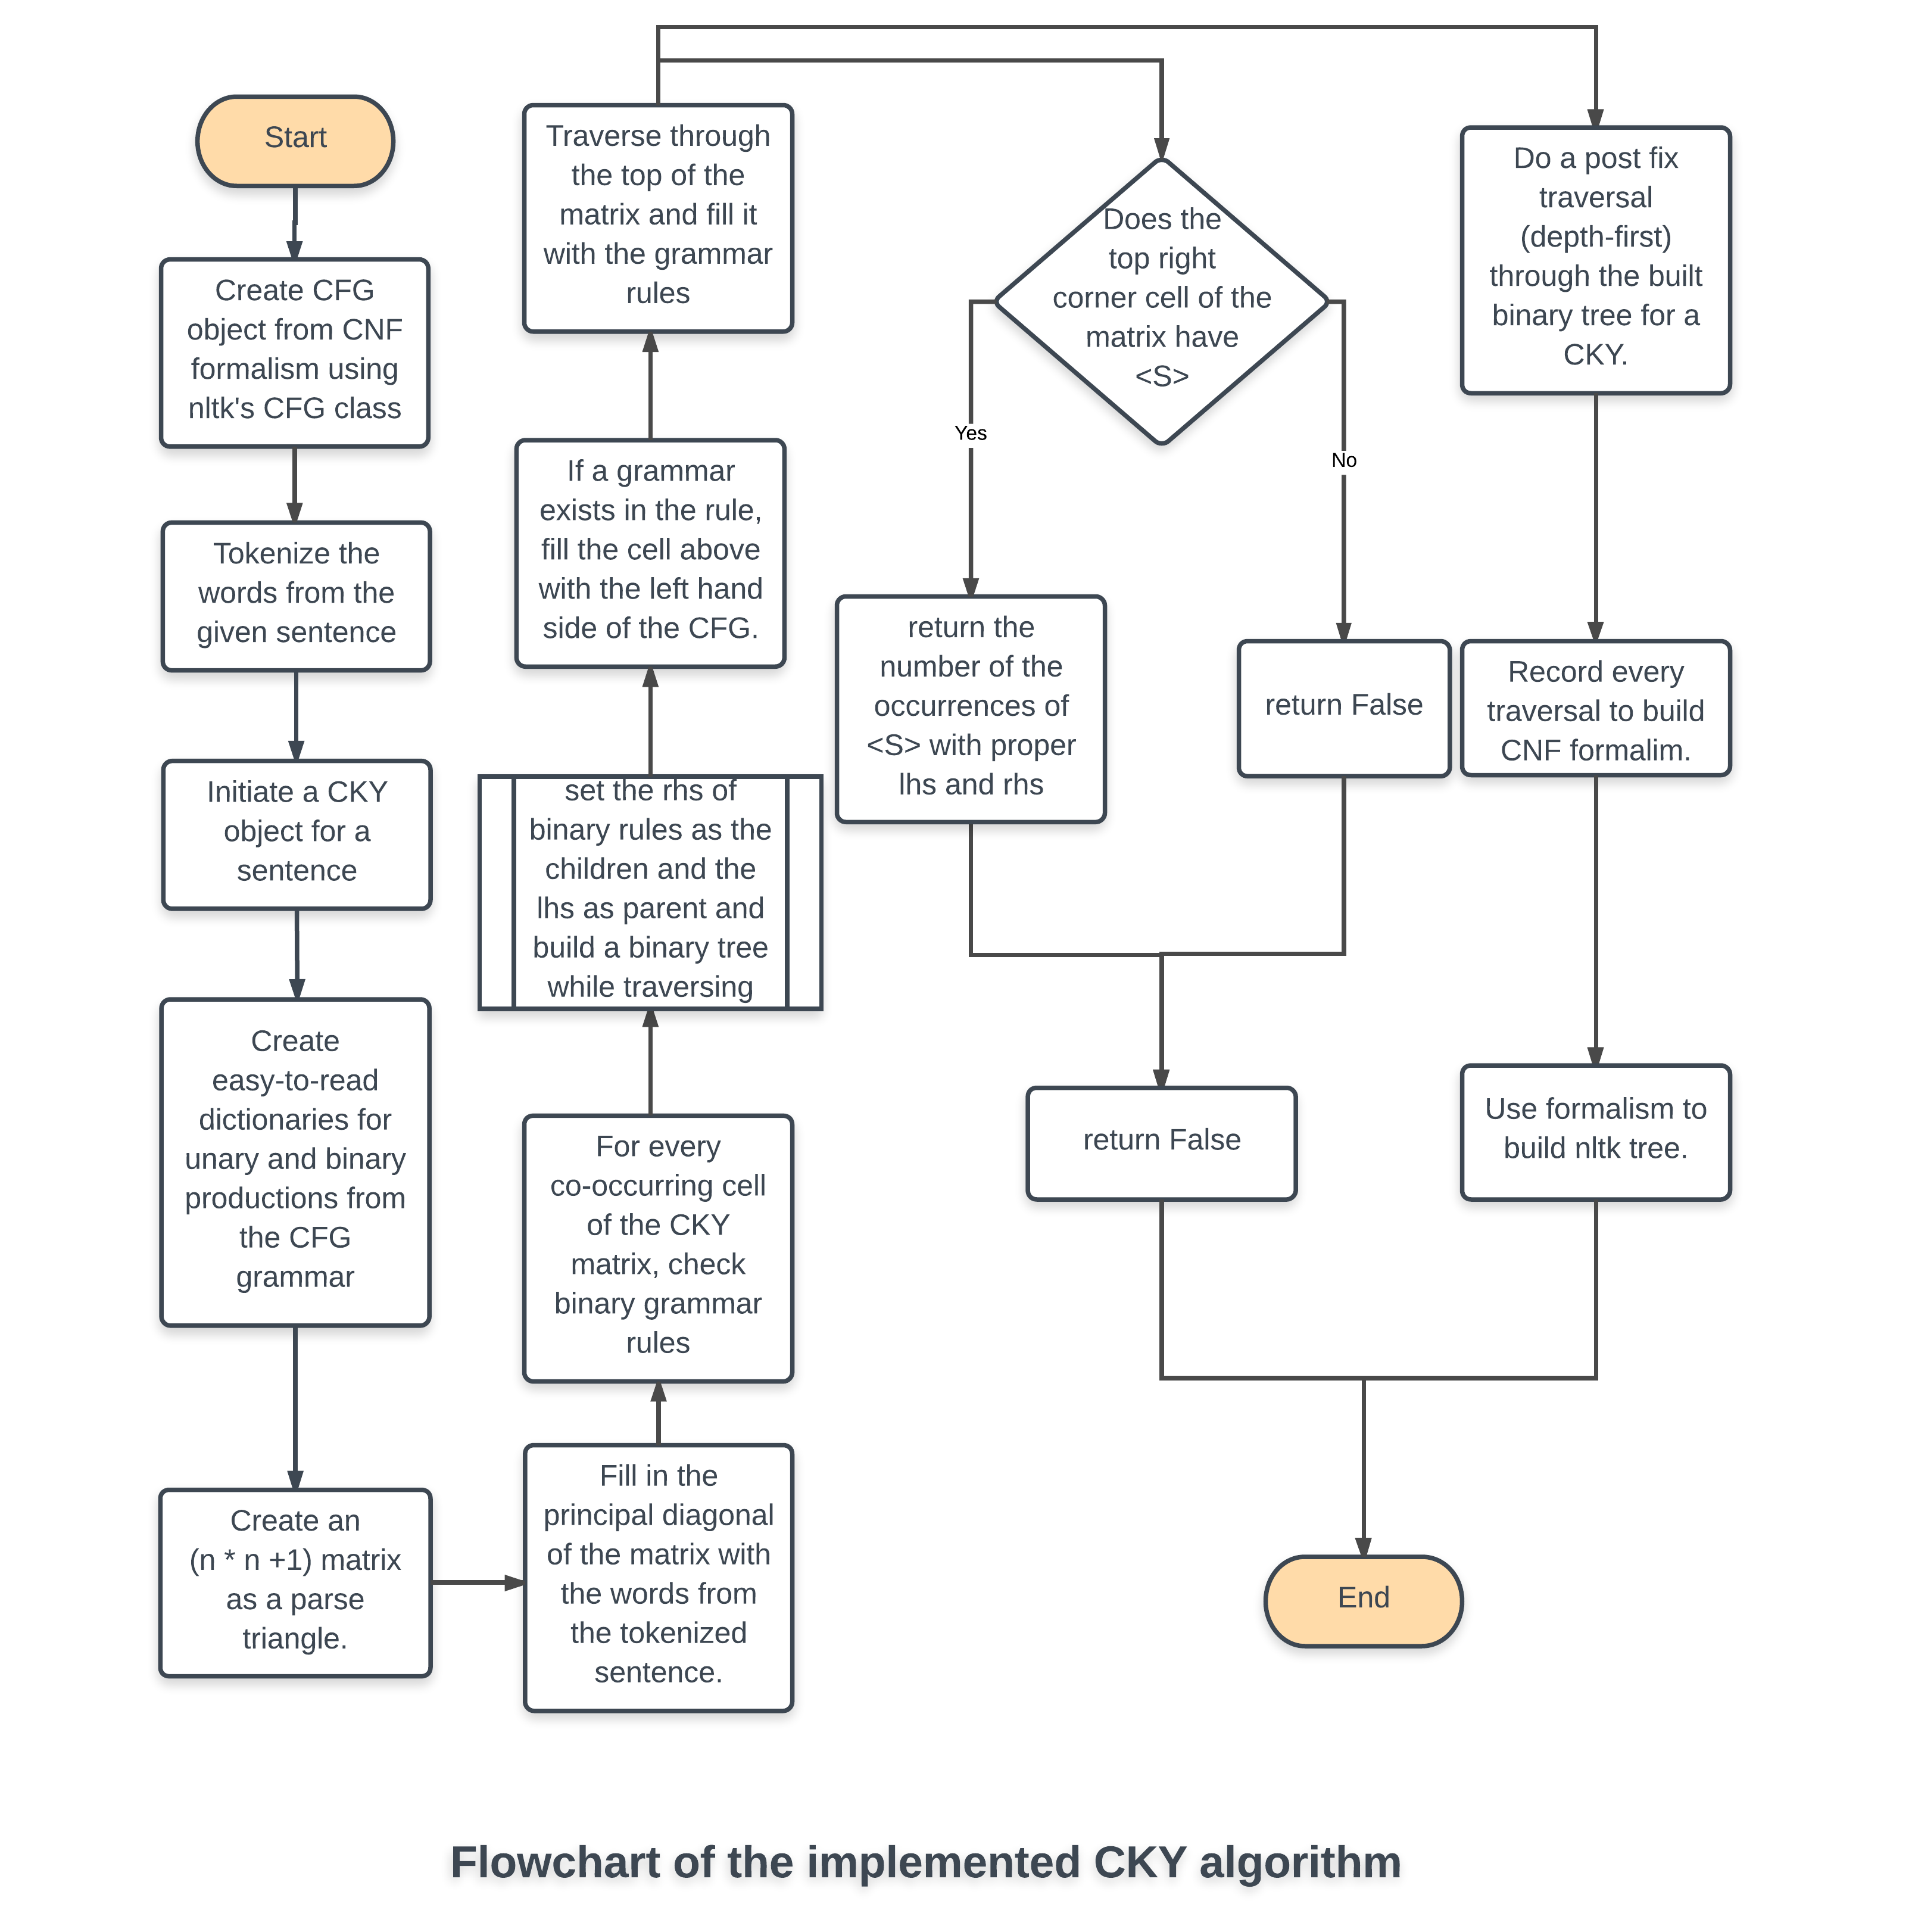 Start
Create CFG
object from CNF
formalism using
nltk's CFG class
Tokenize the
words from the
given sentence
Initiate a CKY
object for a
sentence
Create
easy-to-read
dictionaries for
unary and binary
productions from
the CFG
grammar
Create an
(n * n +1) matrix
as a parse
triangle.
Fill in the
principal diagonal
of the matrix with
the words from
the tokenized
sentence.
For every
co-occurring cell
of the CKY
matrix, check
binary grammar
rules
set the rhs of
binary rules as the
children and the
lhs as parent and
build a binary tree
while traversing
If a grammar
exists in the rule,
fill the cell above
with the left hand
side of the CFG.
Traverse through
the top of the
matrix and fill it
with the grammar
rules
Does the
top right
corner cell of the
matrix have
<S>
Yes
No
return the
number of the
occurrences of
<S> with proper
lhs and rhs
return False
return False
Do a post fix
traversal
(depth-first)
through the built
binary tree for a
CKY.
Record every
traversal to build
CNF formalim.
Use formalism to
build nltk tree.
End
Flowchart of the implemented CKY algorithm